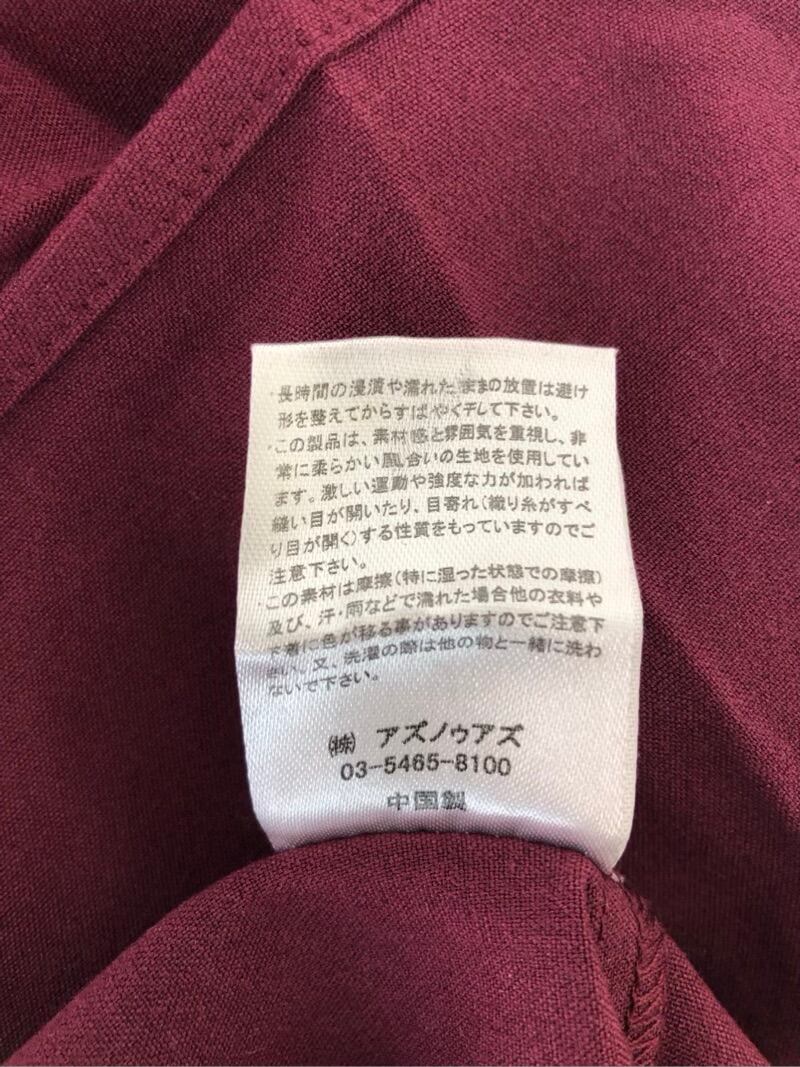 ・長時間の浸漬や濡れたままの放置は避け
形を整えてからすばやく干して下さい。
・この製品は、素材感と雰囲気を重視し、非
常に柔らかい風合いの生地を使用してい
ます。激しい運動や強度な力が加われば
縫い目が開いたり、目寄れ(織り糸がすべ
り目が開く)する性質をもっていますのでご
注意下さい。
・この素材は摩擦(特に湿った状態での摩擦)
及び、汗・雨などで濡れた場合他の衣料や
下着に色が移る事がありますのでご注意下
さい。又、洗濯の際は他の物と一緒に洗わ
ないで下さい。
㈱ アズノゥアズ
03-5465-8100
中国製